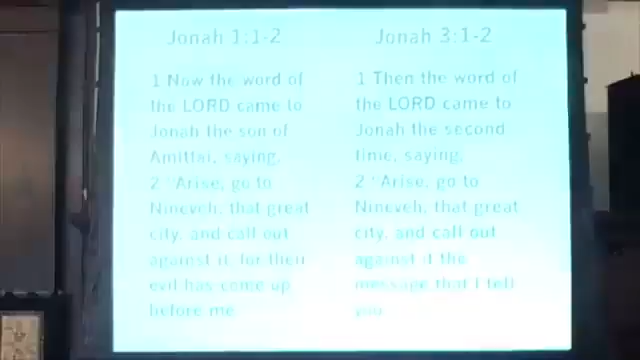 Jonah 1:1-2
1 Now the word of
the LORD came to
Jonah the son of
Amittai, saying,
2 "Arise, go to
Nineveh, that great
city, and call out
against it, for their
evil has come up
before me
Jonah 3:1-2
1 Then the word of
the LORD came to
Jonah the second
time, saying,
2 "Arise, go to
Nineveh, that great
city, and call out
against it the
message that I tell
you